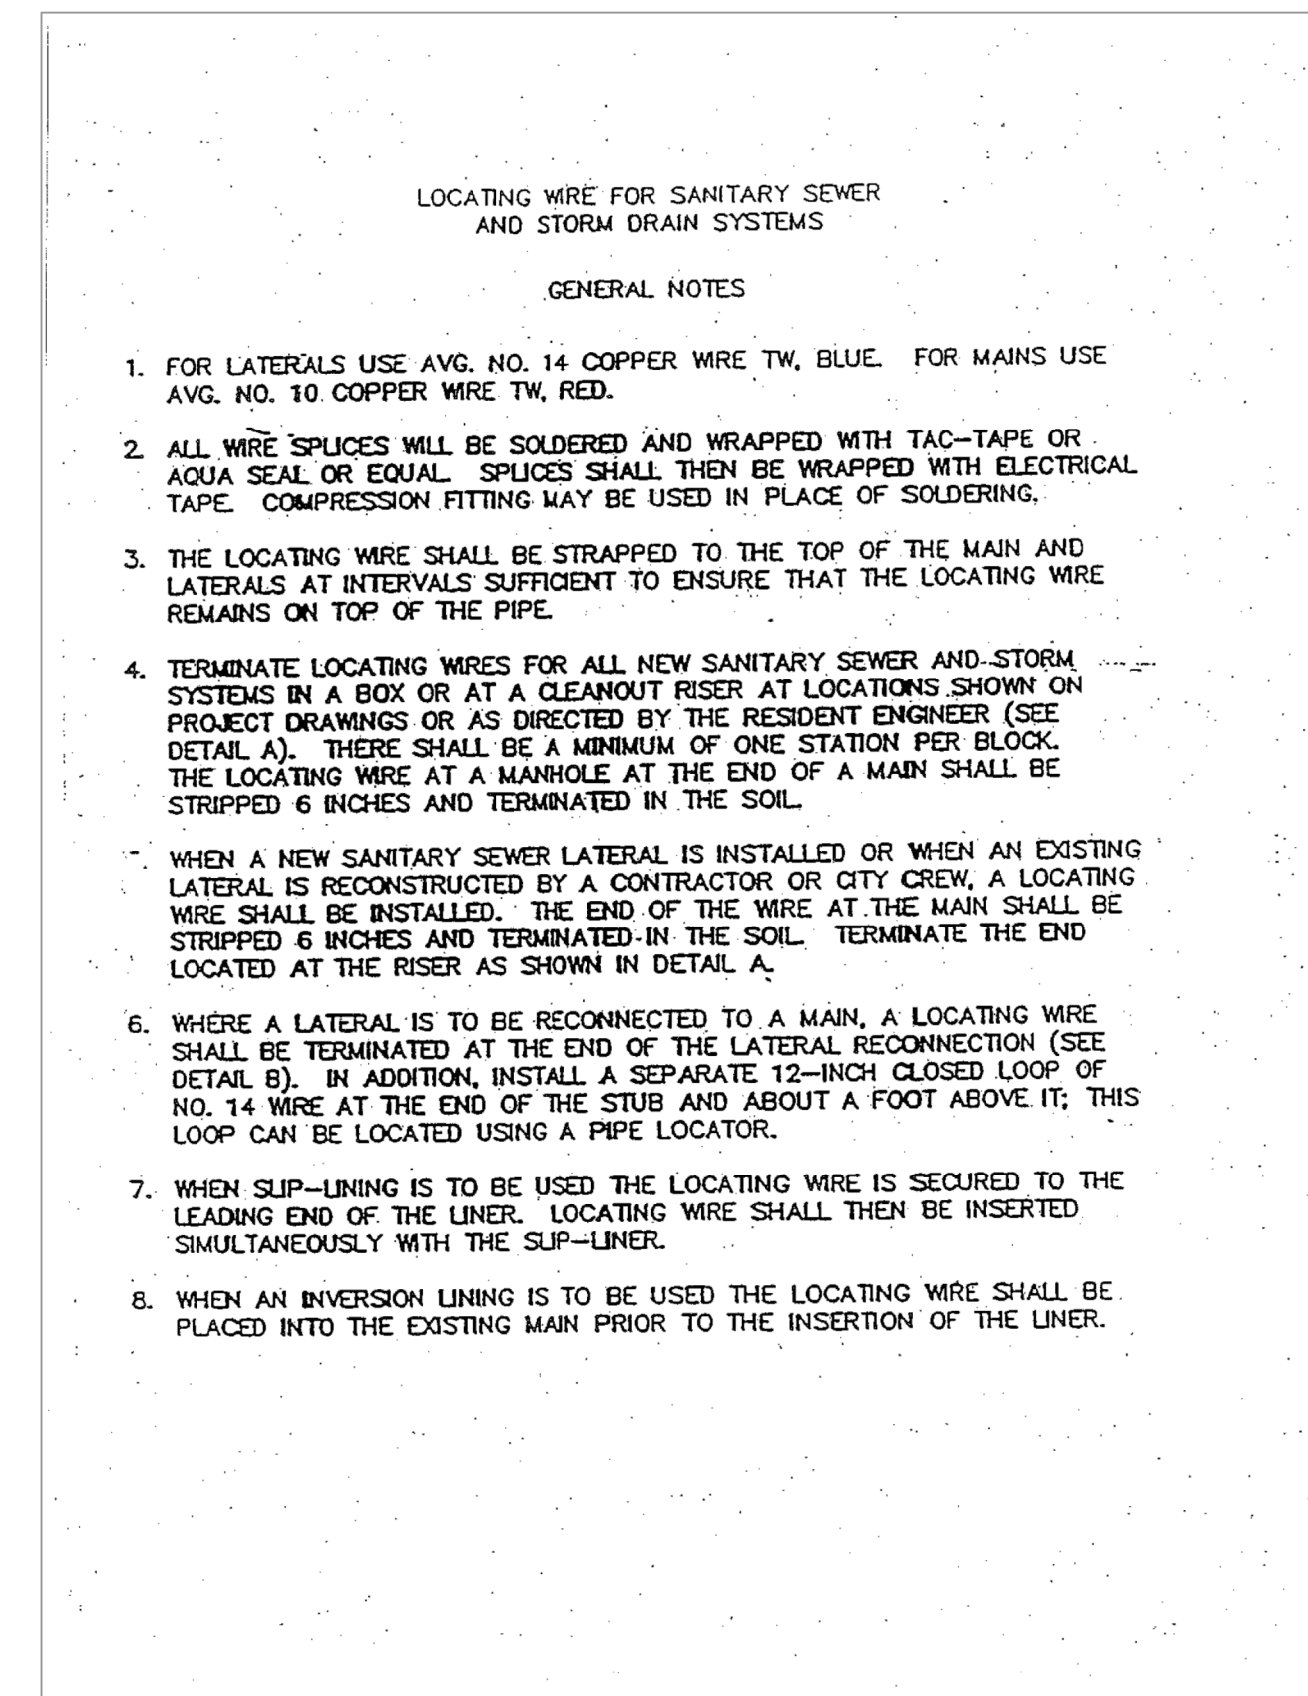 LOCATING WIRE FOR SANITARY SEWER
AND STORM DRAIN SYSTEMS
GENERAL NOTES
1. FOR LATERALS USE AVG. NO. 14 COPPER WIRE TW, BLUE. FOR MAINS USE
AVG. NO. 10 COPPER WIRE TW, RED.
2. ALL WIRE SPLICES WILL BE SOLDERED AND WRAPPED WITH TAC-TAPE OR
AQUA SEAL OR EQUAL. SPLICES SHALL THEN BE WRAPPED WITH ELECTRICAL
TAPE. COMPRESSION FITTING MAY BE USED IN PLACE OF SOLDERING.
3. THE LOCATING WIRE SHALL BE STRAPPED TO THE TOP OF THE MAIN AND
LATERALS AT INTERVALS SUFFICIENT TO ENSURE THAT THE LOCATING WIRE
REMAINS ON TOP OF THE PIPE.
4. TERMINATE LOCATING WIRES FOR ALL NEW SANITARY SEWER AND STORM
SYSTEMS IN A BOX OR AT A CLEANOUT RISER AT LOCATIONS SHOWN ON
PROJECT DRAWINGS OR AS DIRECTED BY THE RESIDENT ENGINEER (SEE
DETAIL A). THERE SHALL BE A MINIMUM OF ONE STATION PER BLOCK.
THE LOCATING WIRE AT A MANHOLE AT THE END OF A MAIN SHALL BE
STRIPPED 6 INCHES AND TERMINATED IN THE SOIL.
WHEN A NEW SANITARY SEWER LATERAL IS INSTALLED OR WHEN AN EXISTING
LATERAL IS RECONSTRUCTED BY A CONTRACTOR OR CITY CREW, A LOCATING
WIRE SHALL BE INSTALLED. THE END OF THE WIRE AT THE MAIN SHALL BE
STRIPPED 6 INCHES AND TERMINATED IN THE SOIL. TERMINATE THE END
LOCATED AT THE RISER AS SHOWN IN DETAIL A.
6. WHERE A LATERAL IS TO BE RECONNECTED TO A MAIN, A LOCATING WIRE
SHALL BE TERMINATED AT THE END OF THE LATERAL RECONNECTION (SEE
DETAIL B). IN ADDITION, INSTALL A SEPARATE 12-INCH CLOSED LOOP OF
NO. 14 WIRE AT THE END OF THE STUB AND ABOUT A FOOT ABOVE IT; THIS
LOOP CAN BE LOCATED USING A PIPE LOCATOR.
7. WHEN SLIP-LINING IS TO BE USED THE LOCATING WIRE IS SECURED TO THE
LEADING END OF THE LINER. LOCATING WIRE SHALL THEN BE INSERTED
SIMULTANEOUSLY WITH THE SLIP-LINER.
8. WHEN AN INVERSION LINING IS TO BE USED THE LOCATING WIRE SHALL BE
PLACED INTO THE EXISTING MAIN PRIOR TO THE INSERTION OF THE LINER.